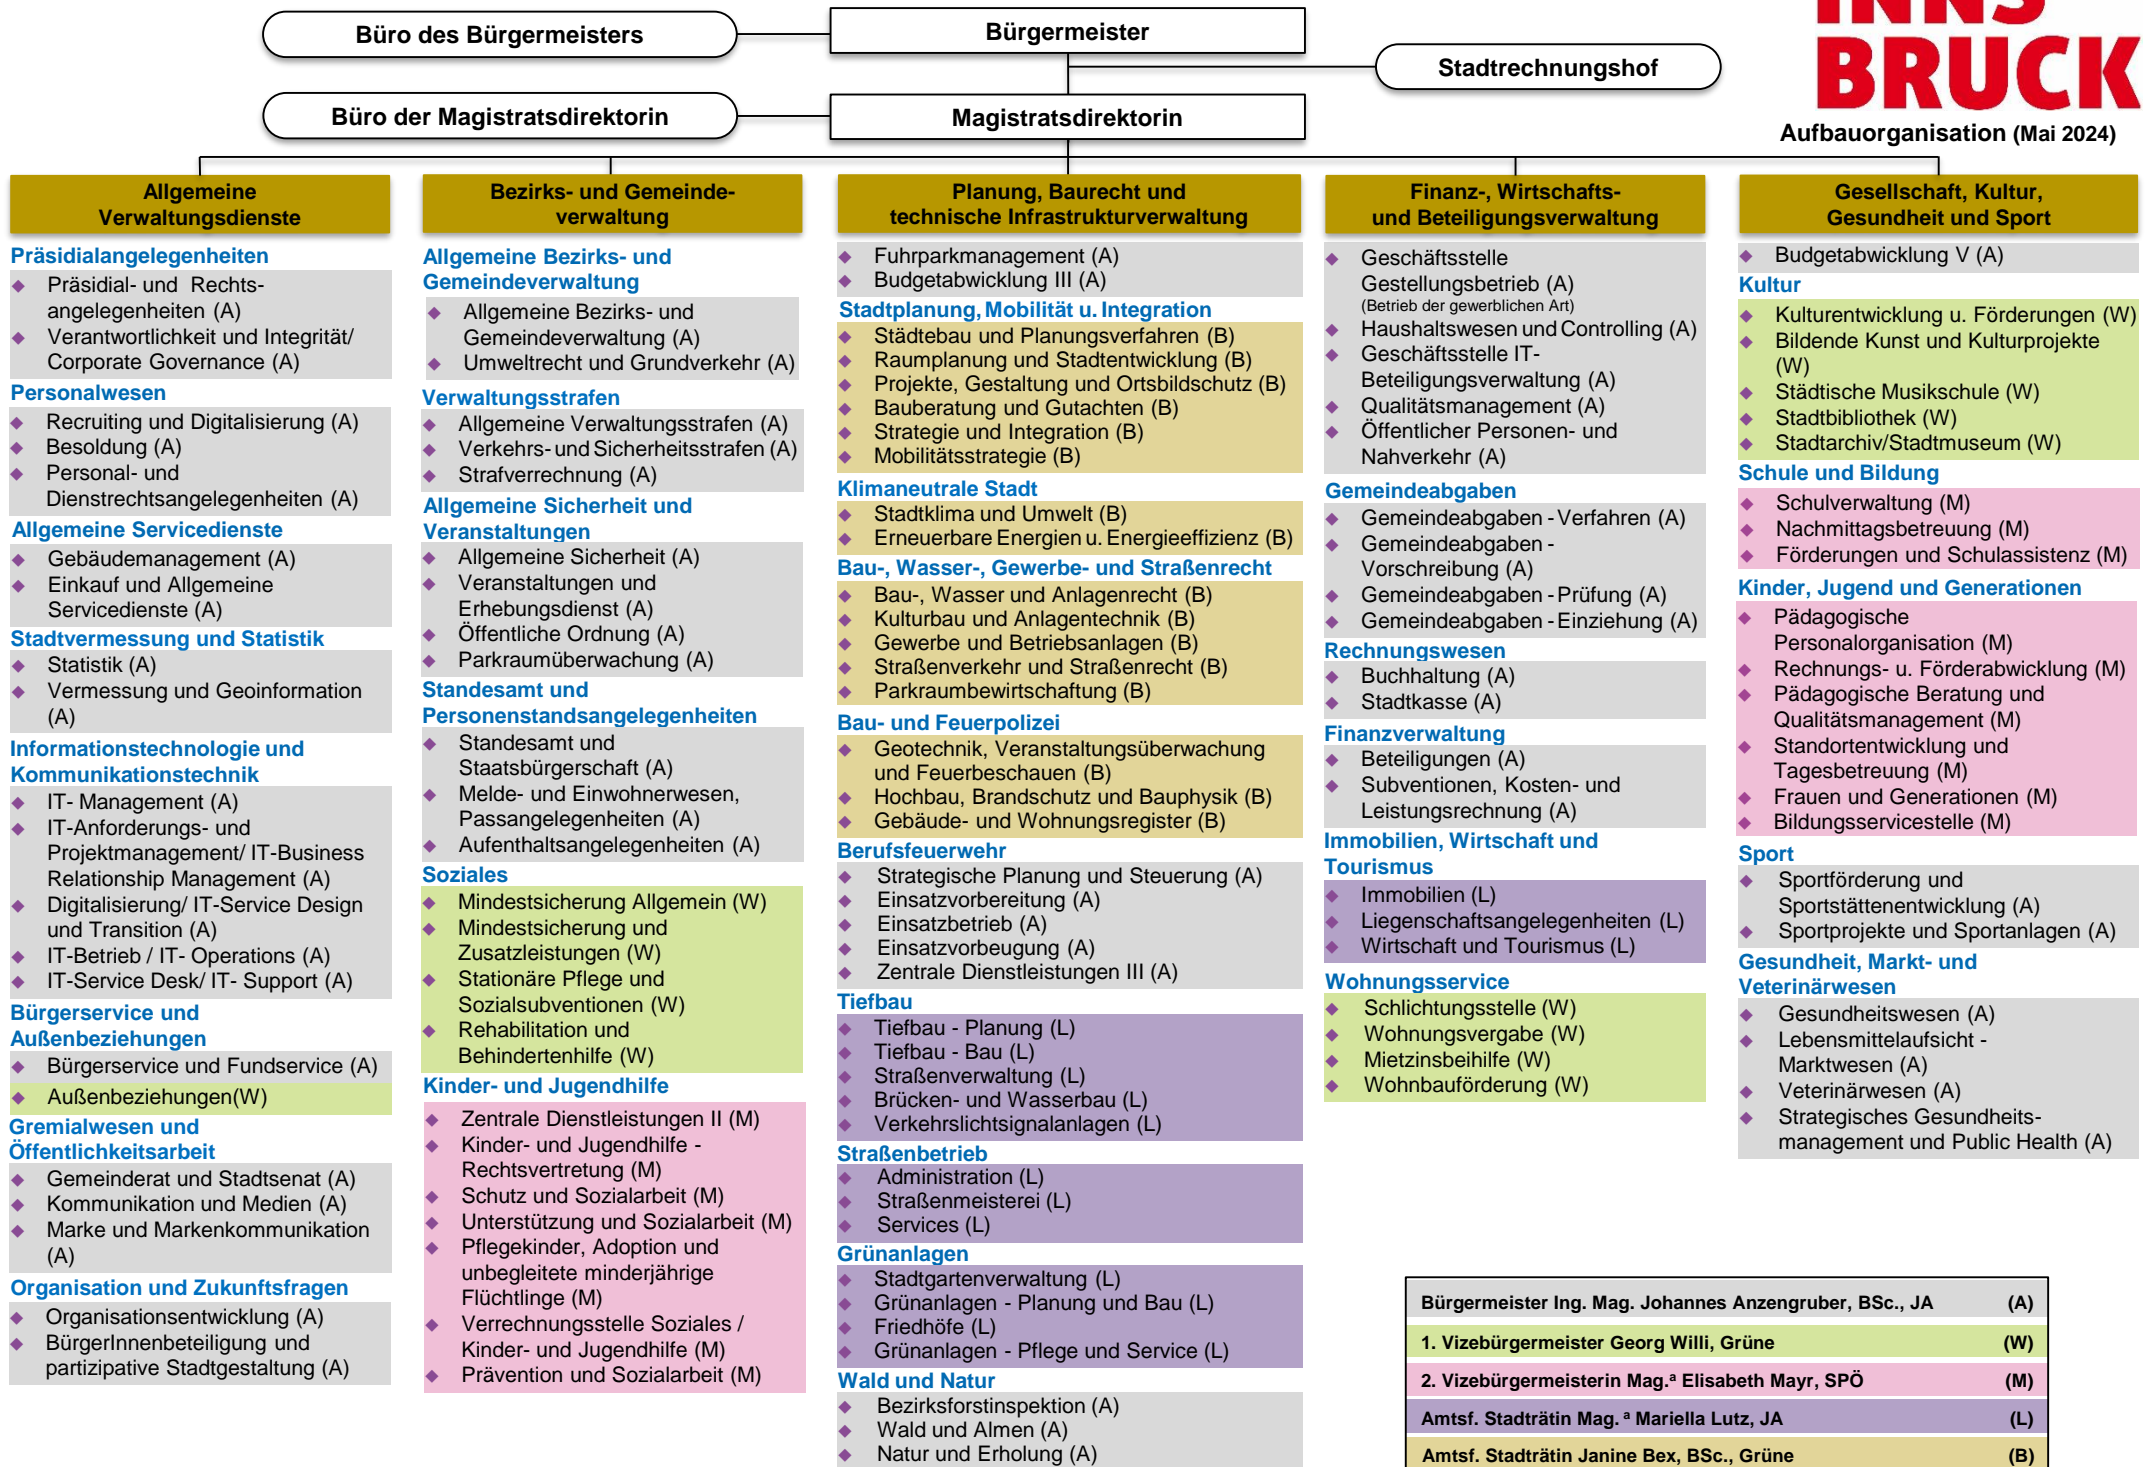 INNS
BRUCK
Aufbauorganisation (Mai 2024)
Büro des Bürgermeisters
Bürgermeister
Stadtrechnungshof
Büro der Magistratsdirektorin
Magistratsdirektorin
Allgemeine
Verwaltungsdienste
Präsidialangelegenheiten
Präsidial- und Rechts-
angelegenheiten (A)
Verantwortlichkeit und Integrität/
Corporate Governance (A)
Personalwesen
Recruiting und Digitalisierung (A)
Besoldung (A)
Personal- und
Dienstrechtsangelegenheiten (A)
Allgemeine Servicedienste
Gebäudemanagement (A)
Einkauf und Allgemeine
Servicedienste (A)
Stadtvermessung und Statistik
Statistik (A)
Vermessung und Geoinformation
(A)
Informationstechnologie und
Kommunikationstechnik
IT- Management (A)
IT-Anforderungs- und
Projektmanagement/ IT-Business
Relationship Management (A)
Digitalisierung/ IT-Service Design
und Transition (A)
IT-Betrieb / IT- Operations (A)
IT-Service Desk/ IT- Support (A)
Bürgerservice und
Außenbeziehungen
Bürgerservice und Fundservice (A)
Außenbeziehungen(W)
Gremialwesen und
Öffentlichkeitsarbeit
Gemeinderat und Stadtsenat (A)
Kommunikation und Medien (A)
Marke und Markenkommunikation
(A)
Organisation und Zukunftsfragen
Organisationsentwicklung (A)
BürgerInnenbeteiligung und
partizipative Stadtgestaltung (A)
Bezirks- und Gemeinde-
verwaltung
Allgemeine Bezirks- und
Gemeindeverwaltung
Allgemeine Bezirks- und
Gemeindeverwaltung (A)
Umweltrecht und Grundverkehr (A)
Verwaltungsstrafen
Allgemeine Verwaltungsstrafen (A)
Verkehrs- und Sicherheitsstrafen (A)
Strafverrechnung (A)
Allgemeine Sicherheit und
Veranstaltungen
Allgemeine Sicherheit (A)
Veranstaltungen und
Erhebungsdienst (A)
Öffentliche Ordnung (A)
Parkraumüberwachung (A)
Standesamt und
Personenstandsangelegenheiten
Standesamt und
Staatsbürgerschaft (A)
Melde- und Einwohnerwesen,
Passangelegenheiten (A)
Aufenthaltsangelegenheiten (A)
Soziales
Mindestsicherung Allgemein (W)
Mindestsicherung und
Zusatzleistungen (W)
Stationäre Pflege und
Sozialsubventionen (W)
Rehabilitation und
Behindertenhilfe (W)
Kinder- und Jugendhilfe
Zentrale Dienstleistungen II (M)
Kinder- und Jugendhilfe -
Rechtsvertretung (M)
Schutz und Sozialarbeit (M)
Unterstützung und Sozialarbeit (M)
Pflegekinder, Adoption und
unbegleitete minderjährige
Flüchtlinge (M)
Verrechnungsstelle Soziales /
Kinder- und Jugendhilfe (M)
Prävention und Sozialarbeit (M)
Planung, Baurecht und
technische Infrastrukturverwaltung
Fuhrparkmanagement (A)
Budgetabwicklung III (A)
Stadtplanung, Mobilität u. Integration
Städtebau und Planungsverfahren (B)
Raumplanung und Stadtentwicklung (B)
Projekte, Gestaltung und Ortsbildschutz (B)
Bauberatung und Gutachten (B)
Strategie und Integration (B)
Mobilitätsstrategie (B)
Klimaneutrale Stadt
Stadtklima und Umwelt (B)
Erneuerbare Energien u. Energieeffizienz (B)
Bau-, Wasser-, Gewerbe- und Straßenrecht
Bau-, Wasser und Anlagenrecht (B)
Kulturbau und Anlagentechnik (B)
Gewerbe und Betriebsanlagen (B)
Straßenverkehr und Straßenrecht (B)
Parkraumbewirtschaftung (B)
Bau- und Feuerpolizei
Geotechnik, Veranstaltungsüberwachung
und Feuerbeschauen (B)
Hochbau, Brandschutz und Bauphysik (B)
Gebäude- und Wohnungsregister (B)
Berufsfeuerwehr
Strategische Planung und Steuerung (A)
Einsatzvorbereitung (A)
Einsatzbetrieb (A)
Einsatzvorbeugung (A)
Zentrale Dienstleistungen III (A)
Tiefbau
Tiefbau - Planung (L)
Tiefbau - Bau (L)
Straßenverwaltung (L)
Brücken- und Wasserbau (L)
Verkehrslichtsignalanlagen (L)
Straßenbetrieb
Administration (L)
Straßenmeisterei (L)
Services (L)
Grünanlagen
Stadtgartenverwaltung (L)
Grünanlagen - Planung und Bau (L)
Friedhöfe (L)
Grünanlagen - Pflege und Service (L)
Wald und Natur
Bezirksforstinspektion (A)
Wald und Almen (A)
Natur und Erholung (A)
Finanz-, Wirtschafts-
und Beteiligungsverwaltung
Geschäftsstelle
Gestellungsbetrieb (A)
(Betrieb der gewerblichen Art)
Haushaltswesen und Controlling (A)
Geschäftsstelle IT-
Beteiligungsverwaltung (A)
Qualitätsmanagement (A)
Öffentlicher Personen- und
Nahverkehr (A)
Gemeindeabgaben
Gemeindeabgaben - Verfahren (A)
Gemeindeabgaben -
Vorschreibung (A)
Gemeindeabgaben - Prüfung (A)
Gemeindeabgaben - Einziehung (A)
Rechnungswesen
Buchhaltung (A)
Stadtkasse (A)
Finanzverwaltung
Beteiligungen (A)
Subventionen, Kosten- und
Leistungsrechnung (A)
Immobilien, Wirtschaft und
Tourismus
Immobilien (L)
Liegenschaftsangelegenheiten (L)
Wirtschaft und Tourismus (L)
Wohnungsservice
Schlichtungsstelle (W)
Wohnungsvergabe (W)
Mietzinsbeihilfe (W)
Wohnbauförderung (W)
Gesellschaft, Kultur,
Gesundheit und Sport
Budgetabwicklung V (A)
Kultur
Kulturentwicklung u. Förderungen (W)
Bildende Kunst und Kulturprojekte
(W)
Städtische Musikschule (W)
Stadtbibliothek (W)
Stadtarchiv/Stadtmuseum (W)
Schule und Bildung
Schulverwaltung (M)
Nachmittagsbetreuung (M)
Förderungen und Schulassistenz (M)
Kinder, Jugend und Generationen
Pädagogische
Personalorganisation (M)
Rechnungs- u. Förderabwicklung (M)
Pädagogische Beratung und
Qualitätsmanagement (M)
Standortentwicklung und
Tagesbetreuung (M)
Frauen und Generationen (M)
Bildungsservicestelle (M)
Sport
Sportförderung und
Sportstättenentwicklung (A)
Sportprojekte und Sportanlagen (A)
Gesundheit, Markt- und
Veterinärwesen
Gesundheitswesen (A)
Lebensmittelaufsicht -
Marktwesen (A)
Veterinärwesen (A)
Strategisches Gesundheits-
management und Public Health (A)
Bürgermeister Ing. Mag. Johannes Anzengruber, BSc., JA (A)
1. Vizebürgermeister Georg Willi, Grüne (W)
2. Vizebürgermeisterin Mag.ª Elisabeth Mayr, SPÖ (M)
Amtsf. Stadträtin Mag. ª Mariella Lutz, JA (L)
Amtsf. Stadträtin Janine Bex, BSc., Grüne (B)